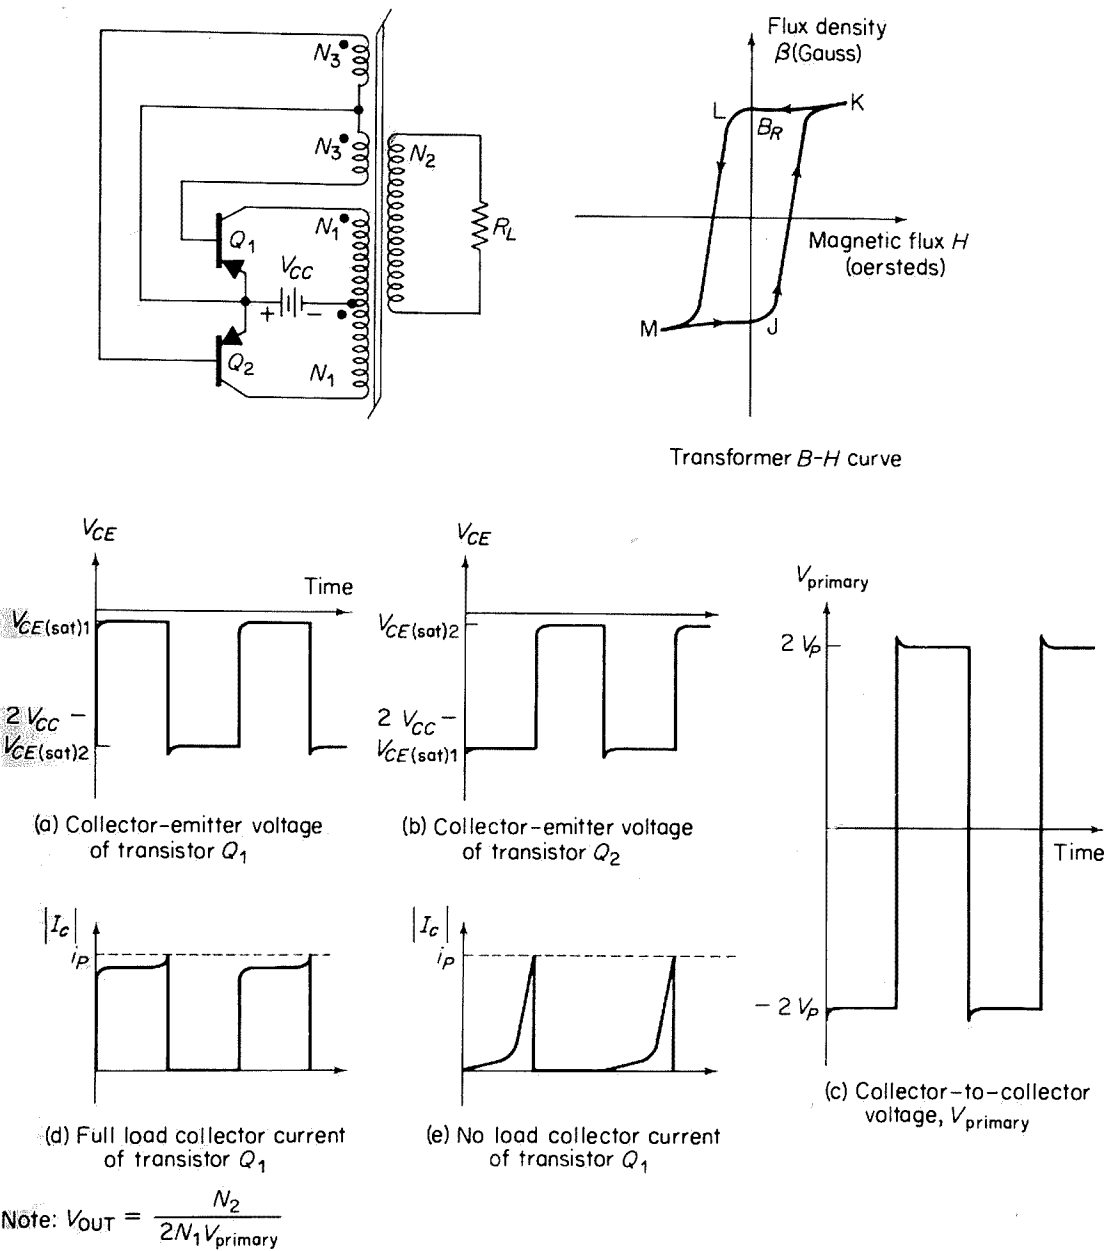 N3
N3
N2
RL
N1
Q1
VCC
+ −
Q2
N1
Flux density
β(Gauss)
L
K
BR
Magnetic flux H
(oersteds)
M
J
Transformer B-H curve
VCE
Time
VCE(sat)1
2 VCC −
VCE(sat)2
(a) Collector-emitter voltage
of transistor Q1
VCE
VCE(sat)2
2 VCC −
VCE(sat)1
(b) Collector-emitter voltage
of transistor Q2
Vprimary
2 VP
Time
− 2 VP
(c) Collector-to-collector
voltage, Vprimary
|Ic|
iP
(d) Full load collector current
of transistor Q1
|Ic|
iP
(e) No load collector current
of transistor Q1
Note: VOUT = N2 / 2N1Vprimary